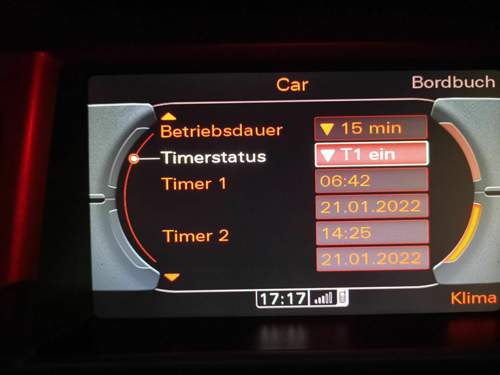 Car
Bordbuch
Betriebsdauer ▼ 15 min
Timerstatus ▼ T1 ein
Timer 1 06:42
21.01.2022
Timer 2 14:25
21.01.2022
17:17
Klima